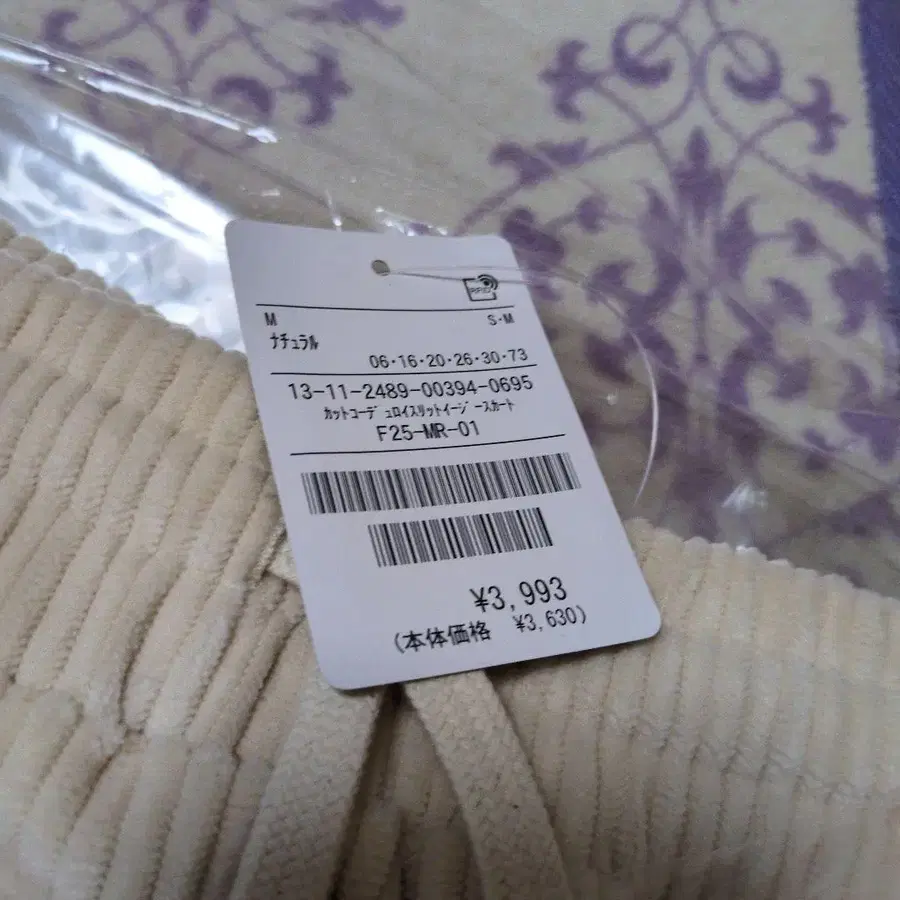 RFID
M S・M
ナチュラル
06・16・20・26・30・73
13-11-2489-00394-0695
カットコーデュロイスリットイージースカート
F25-MR-01
¥3,993
(本体価格 ¥3,630)